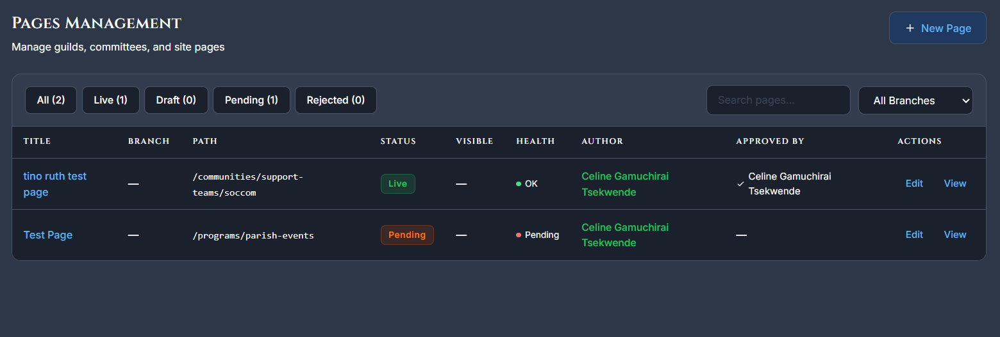 Pages Management
+ New Page
Manage guilds, committees, and site pages
All (2) Live (1) Draft (0) Pending (1) Rejected (0) Search pages... All Branches
TITLE BRANCH PATH STATUS VISIBLE HEALTH AUTHOR APPROVED BY ACTIONS
tino ruth test
page
—
/communities/support-
teams/soccom
Live
—
OK
Celine Gamuchirai
Tsekwende
✓ Celine Gamuchirai
Tsekwende
Edit View
Test Page
—
/programs/parish-events
Pending
—
Pending
Celine Gamuchirai
Tsekwende
—
Edit View